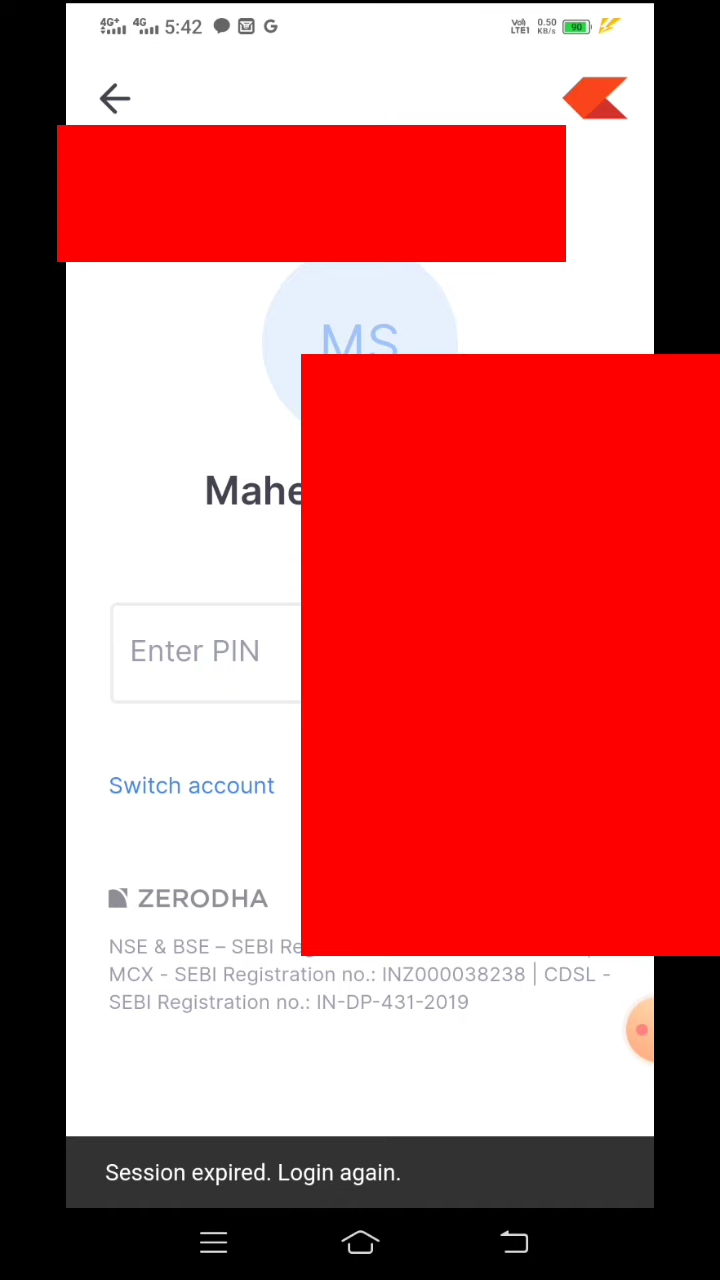 4G+ 4G 5:42 G VoLTE1 0.50 KB/s 90
MS
Mahe
Enter PIN
Switch account
ZERODHA
NSE & BSE – SEBI Re
MCX - SEBI Registration no.: INZ000038238 | CDSL -
SEBI Registration no.: IN-DP-431-2019
Session expired. Login again.